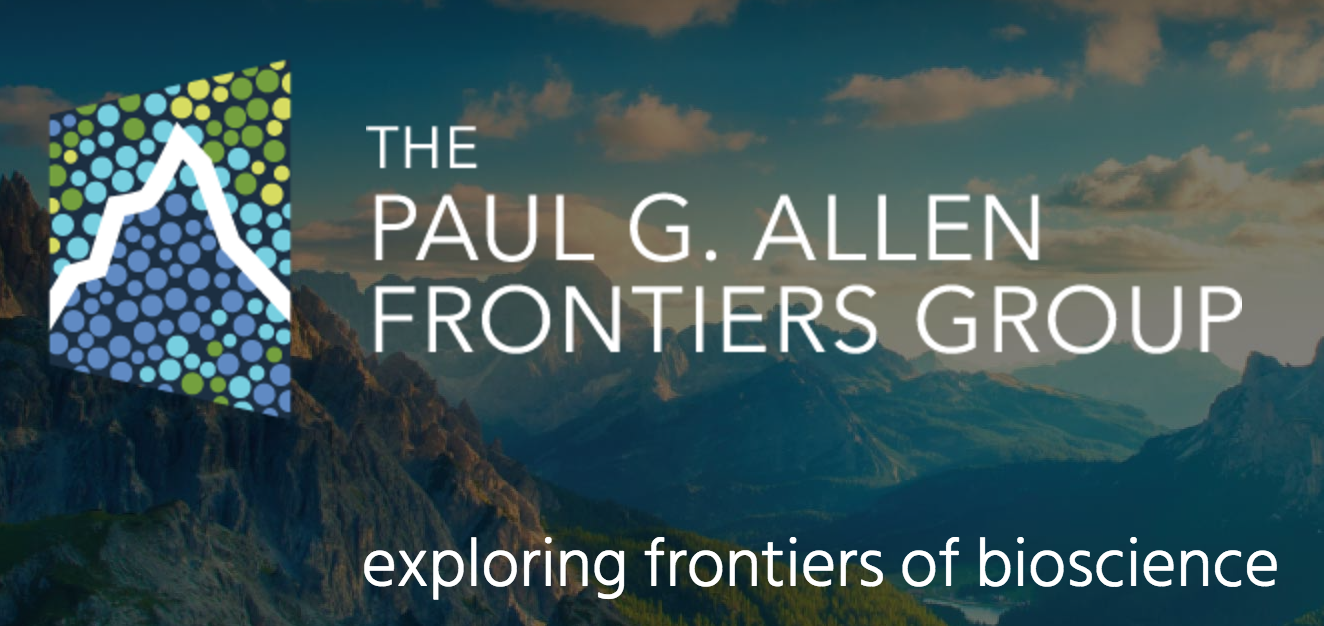 THE
PAUL G. ALLEN
FRONTIERS GROUP
exploring frontiers of bioscience